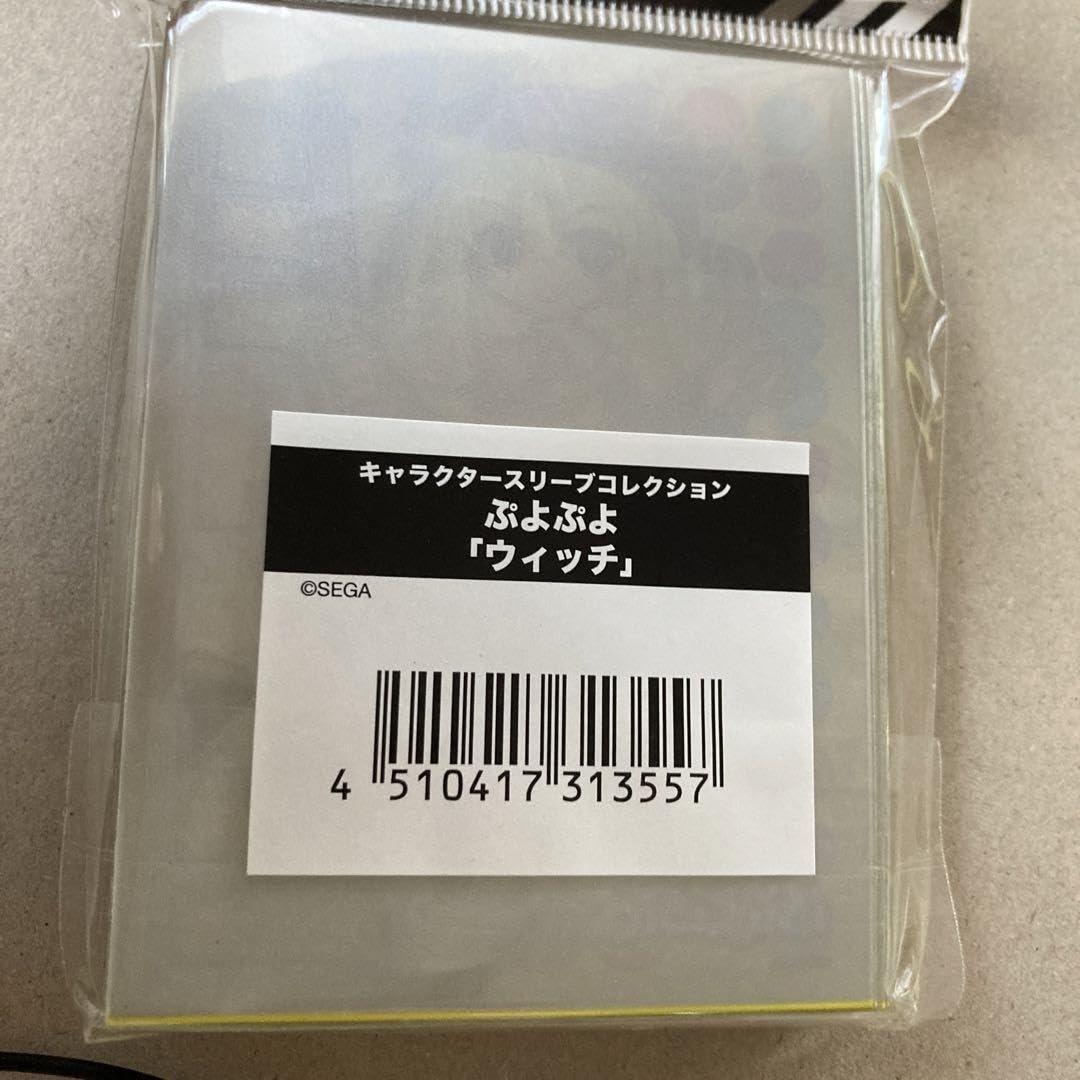 キャラクタースリーブコレクション
ぷよぷよ
「ウィッチ」
©SEGA
4 510417 313557